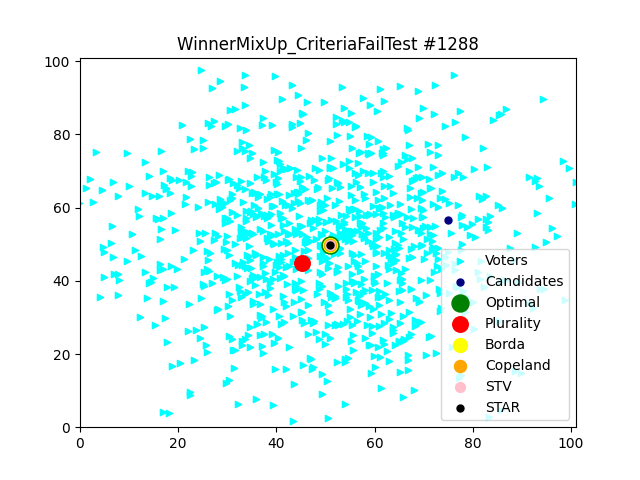 WinnerMixUp_CriteriaFailTest #1288
100
80
60
40
20
0
0 20 40 60 80 100
Voters
Candidates
Optimal
Plurality
Borda
Copeland
STV
STAR